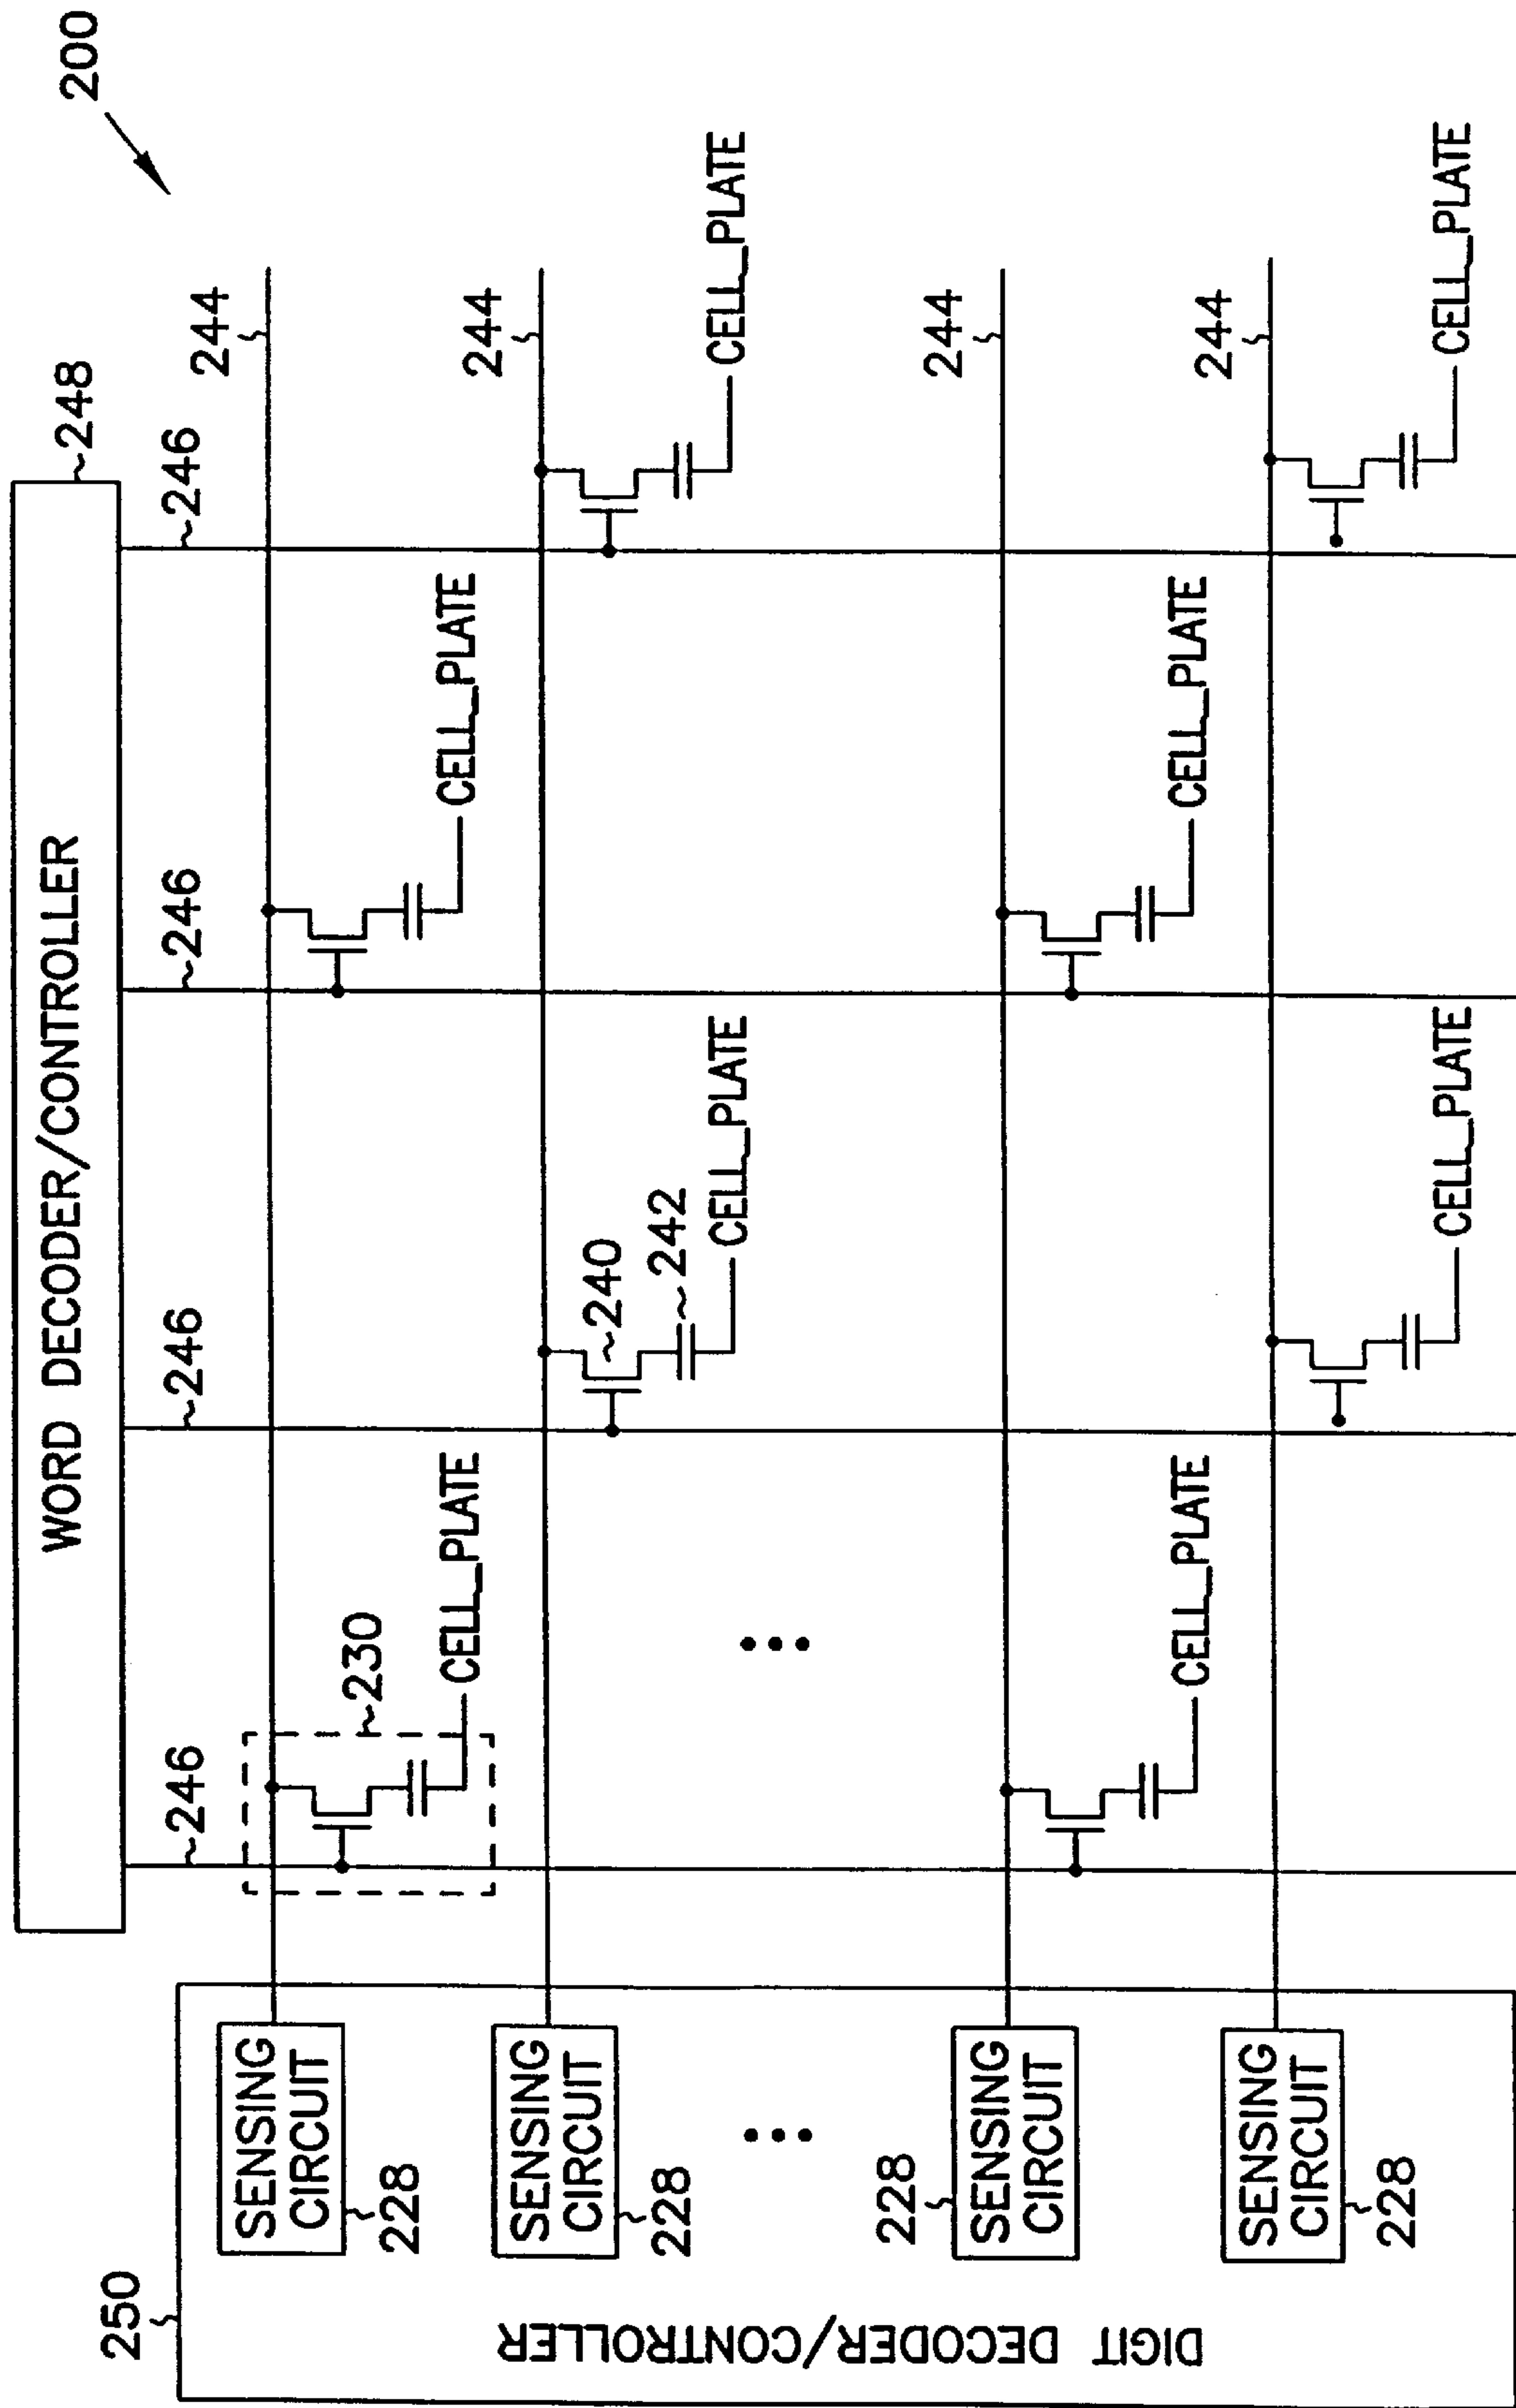 200
WORD DECODER/CONTROLLER
248
246
246
246
246
244
230
CELL_PLATE
CELL_PLATE
244
240
242
CELL_PLATE
CELL_PLATE
244
CELL_PLATE
CELL_PLATE
244
CELL_PLATE
CELL_PLATE
250
DIGIT DECODER/CONTROLLER
SENSING
CIRCUIT
228
SENSING
CIRCUIT
228
...
...
228
SENSING
CIRCUIT
SENSING
CIRCUIT
228